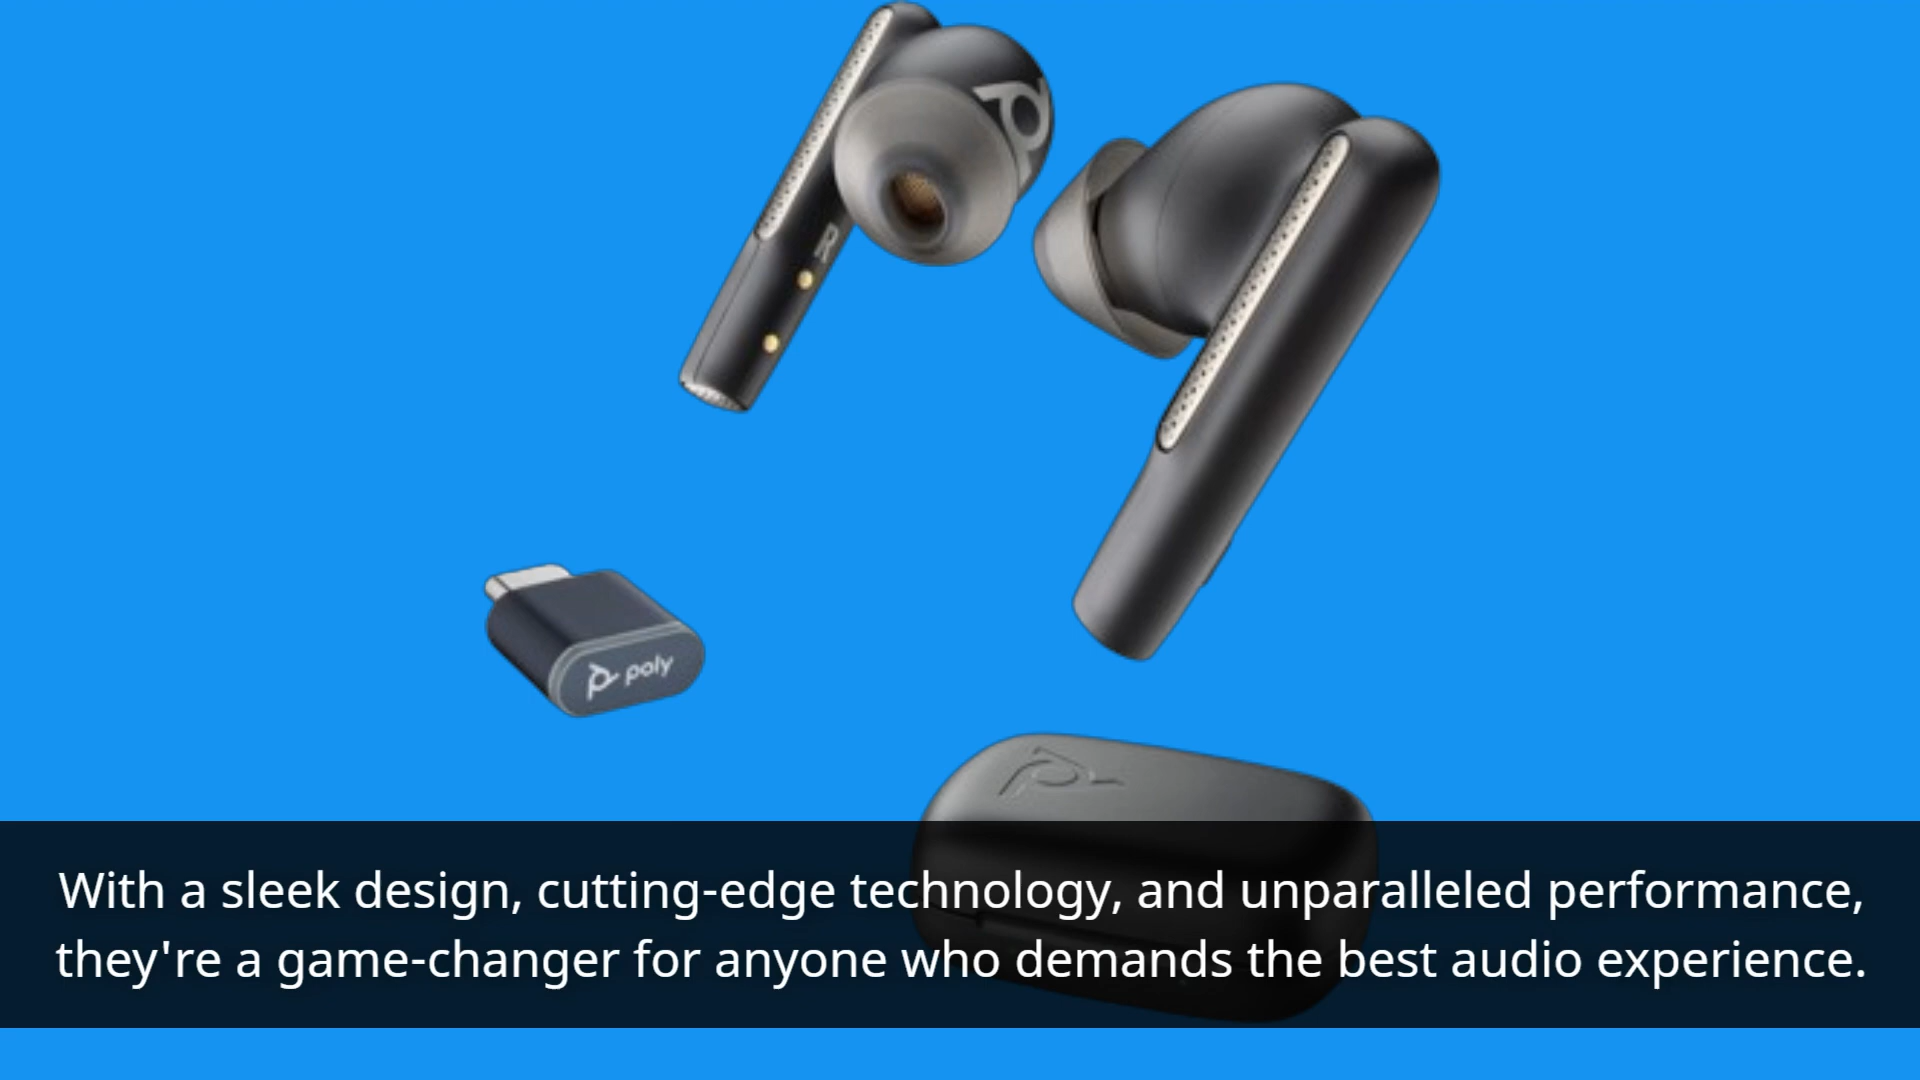 R
poly
With a sleek design, cutting-edge technology, and unparalleled performance,
they're a game-changer for anyone who demands the best audio experience.